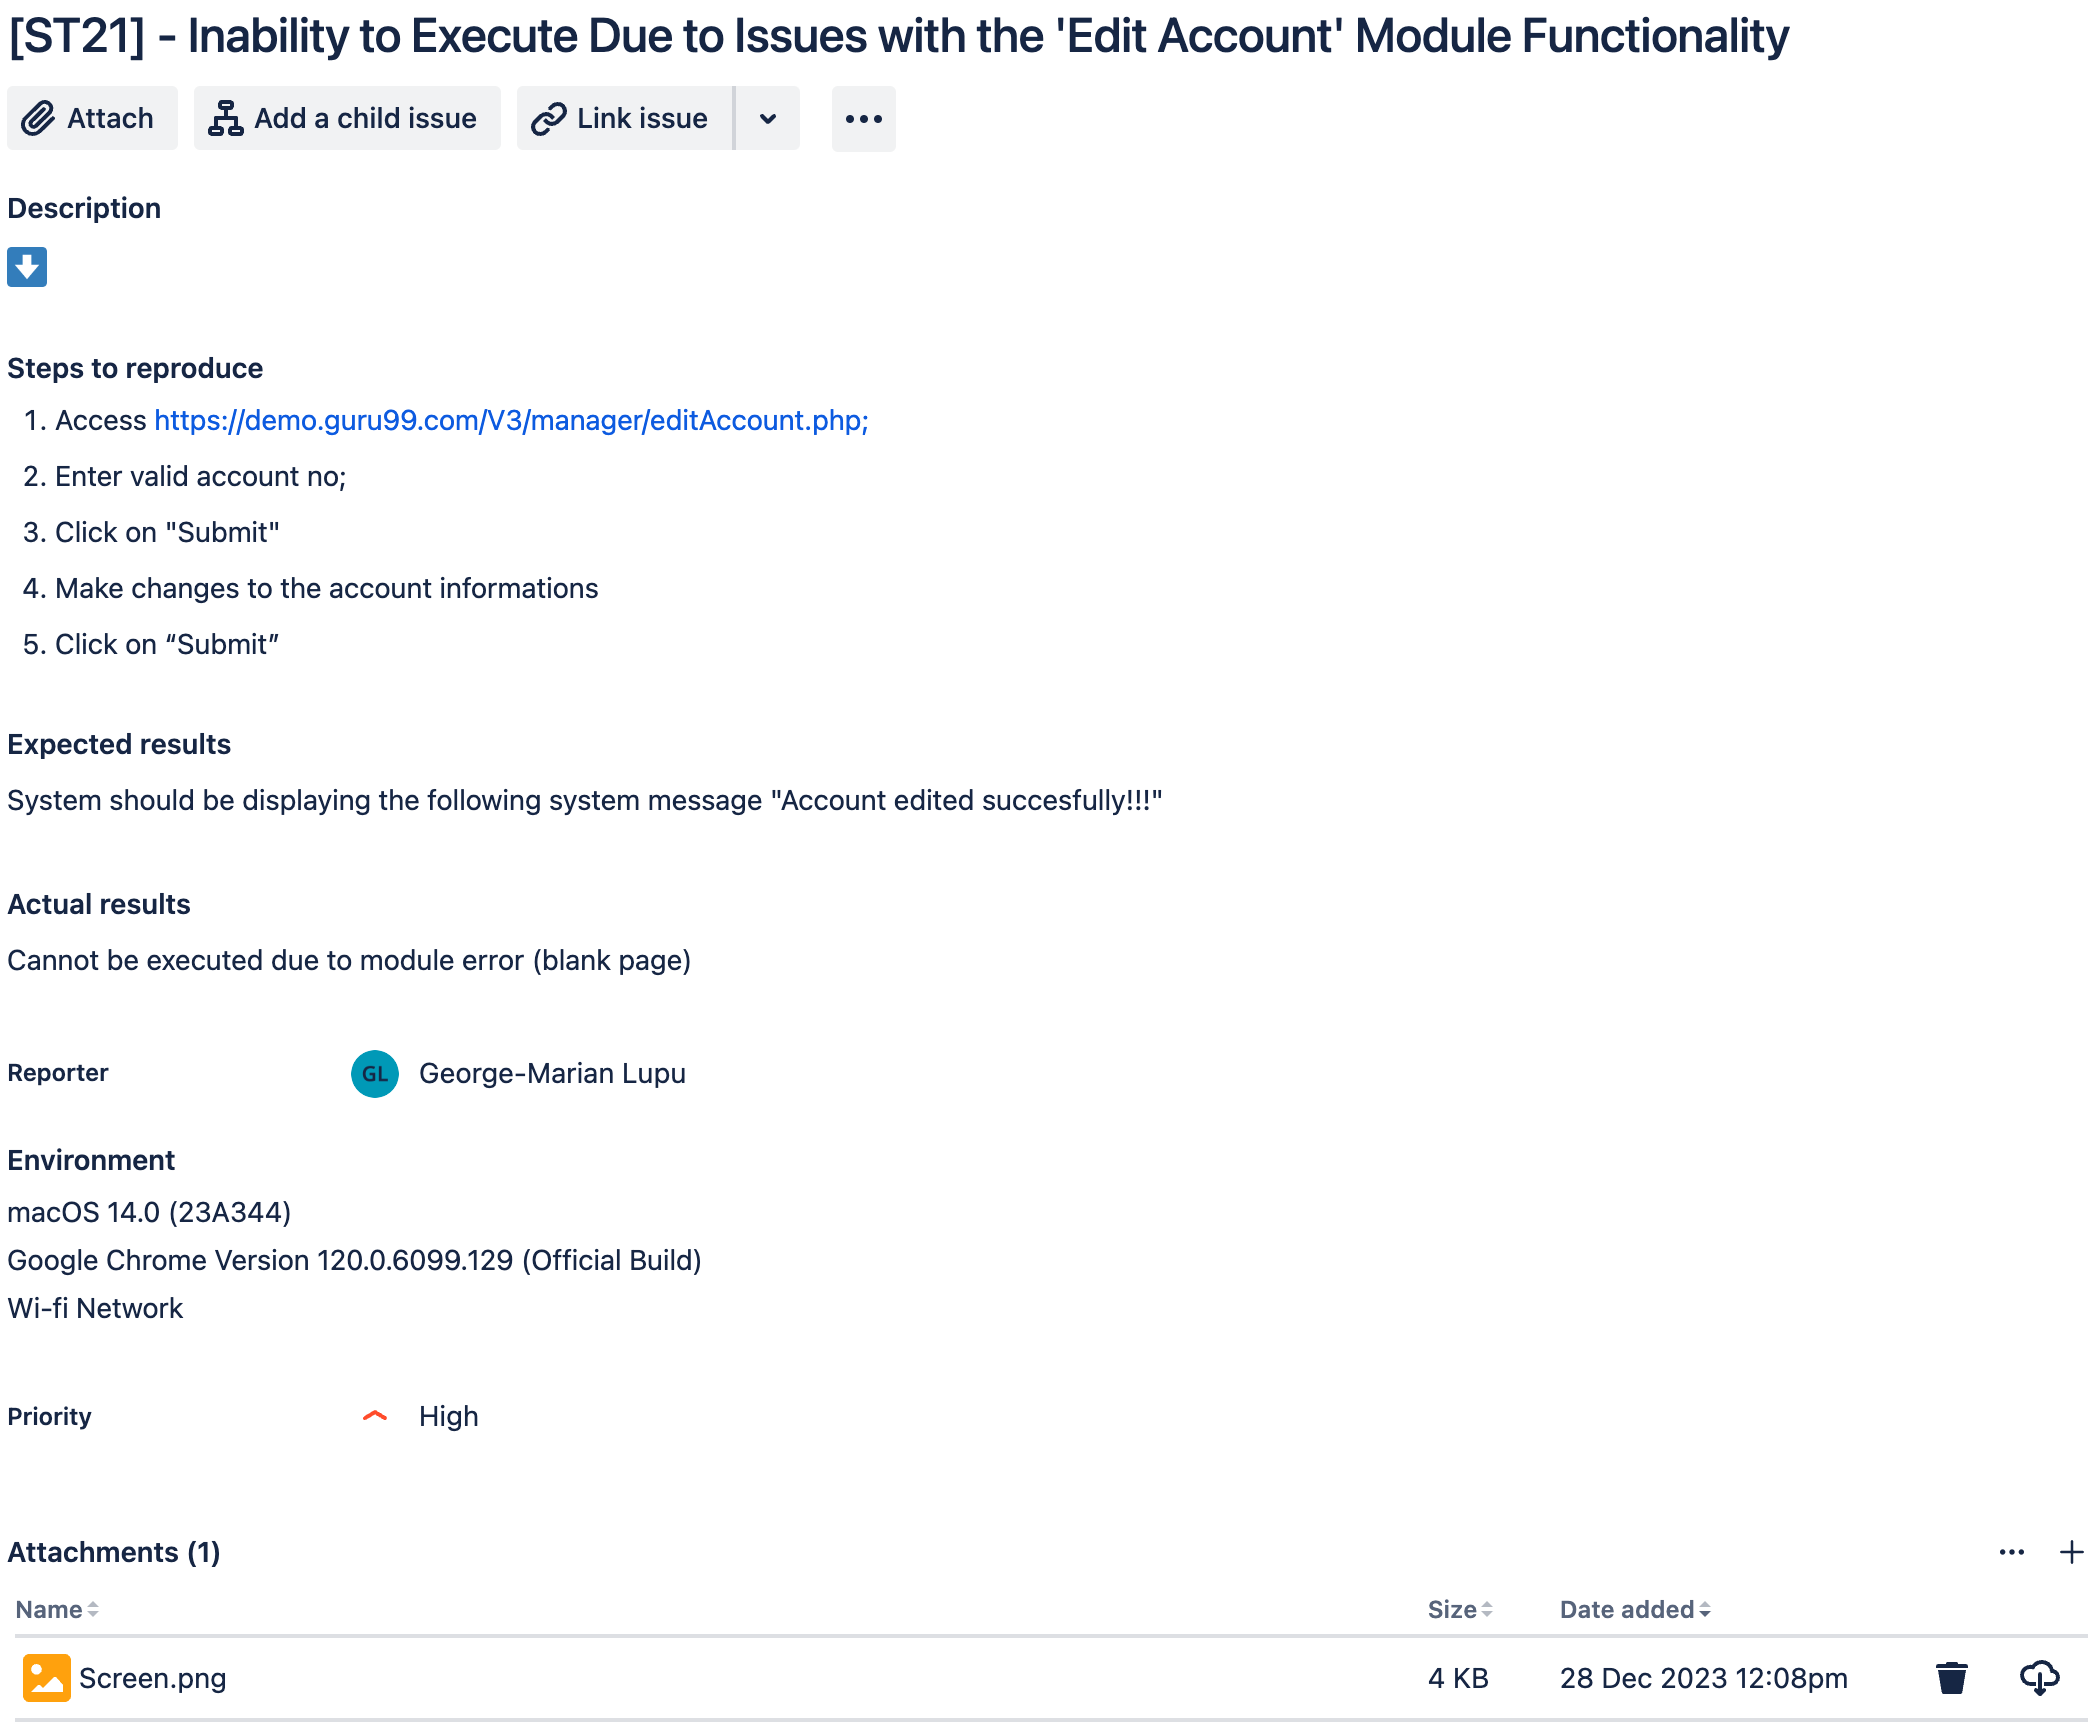 [ST21] - Inability to Execute Due to Issues with the 'Edit Account' Module Functionality
Attach
Add a child issue
Link issue
Description
Steps to reproduce
1. Access https://demo.guru99.com/V3/manager/editAccount.php;
2. Enter valid account no;
3. Click on "Submit"
4. Make changes to the account informations
5. Click on “Submit”
Expected results
System should be displaying the following system message "Account edited succesfully!!!"
Actual results
Cannot be executed due to module error (blank page)
Reporter GL George-Marian Lupu
Environment
macOS 14.0 (23A344)
Google Chrome Version 120.0.6099.129 (Official Build)
Wi-fi Network
Priority High
Attachments (1)
Name Size Date added
Screen.png 4 KB 28 Dec 2023 12:08pm